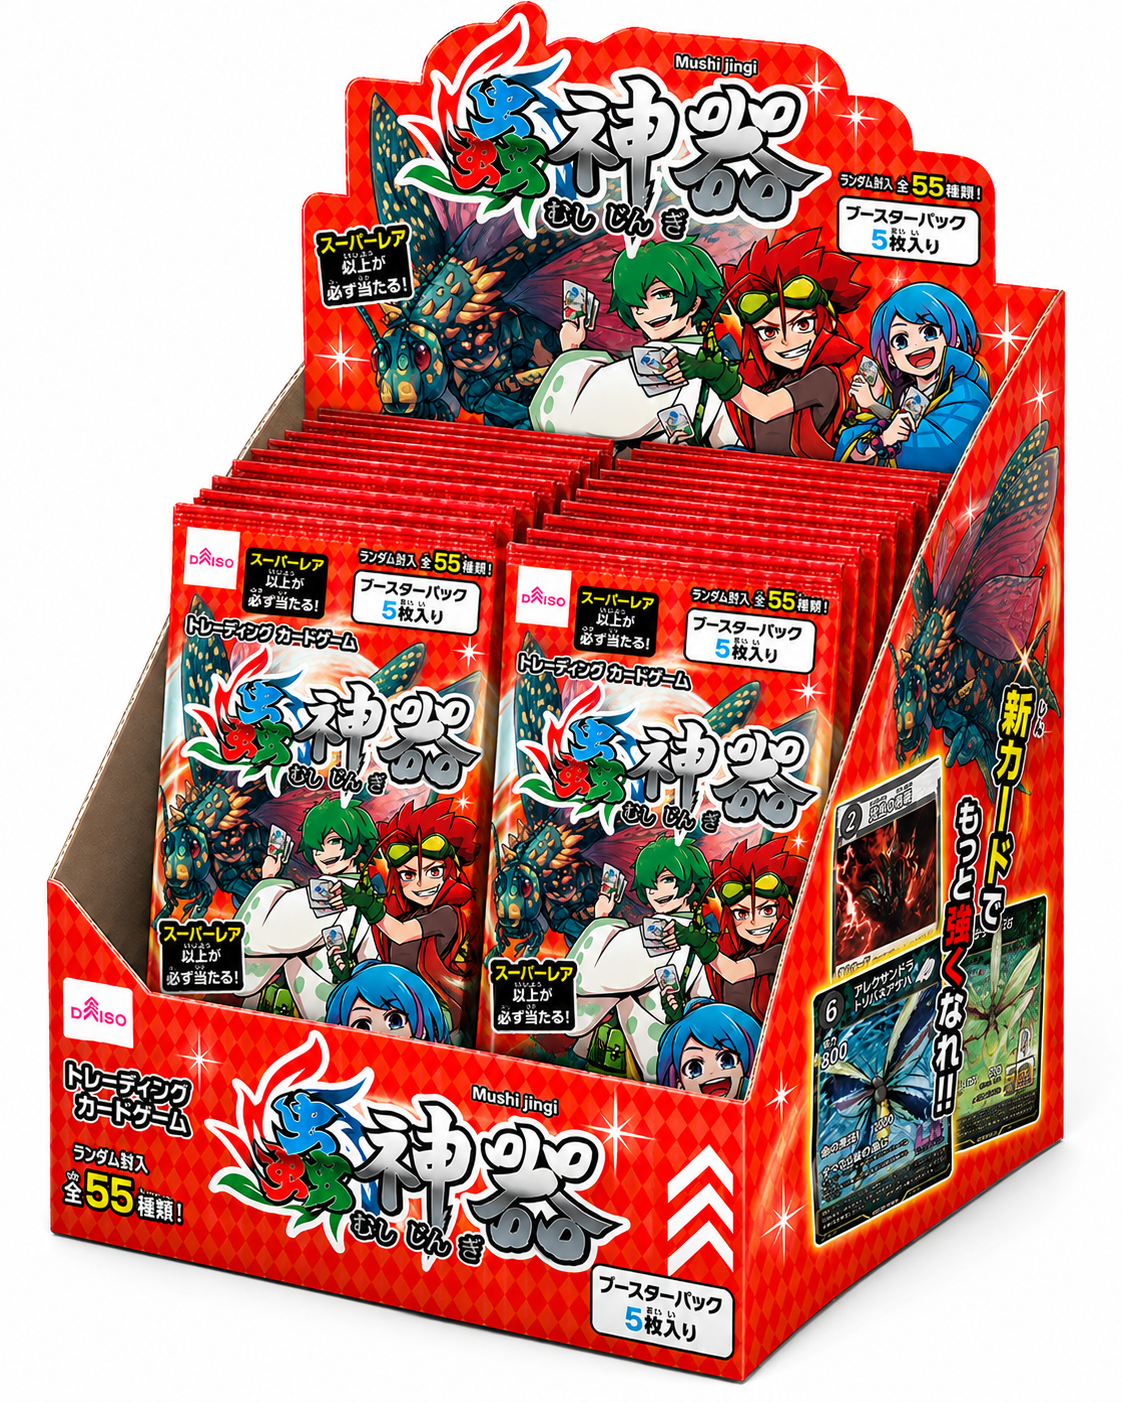 Mushi jingi
蟲神器
むし じん ぎ
ランダム封入 全55種類!
ブースターパック
5枚入り
スーパーレア
以上が
必ず当たる!
DAISO
スーパーレア
以上が
必ず当たる!
ランダム封入 全55種類!
ブースターパック
5枚入り
トレーディング カードゲーム
蟲神器
むし じん ぎ
スーパーレア
以上が
必ず当たる!
DAISO
スーパーレア
以上が
必ず当たる!
ランダム封入 全55種類!
ブースターパック
5枚入り
トレーディング カードゲーム
蟲神器
むし じん ぎ
スーパーレア
以上が
必ず当たる!
DAISO
トレーディング
カードゲーム
ランダム封入
全55種類!
Mushi jingi
蟲神器
むし じん ぎ
ブースターパック
5枚入り
新カードで
もっと強くなれ!!
2
6
アレクサンドラ
トリバネアゲハ
800